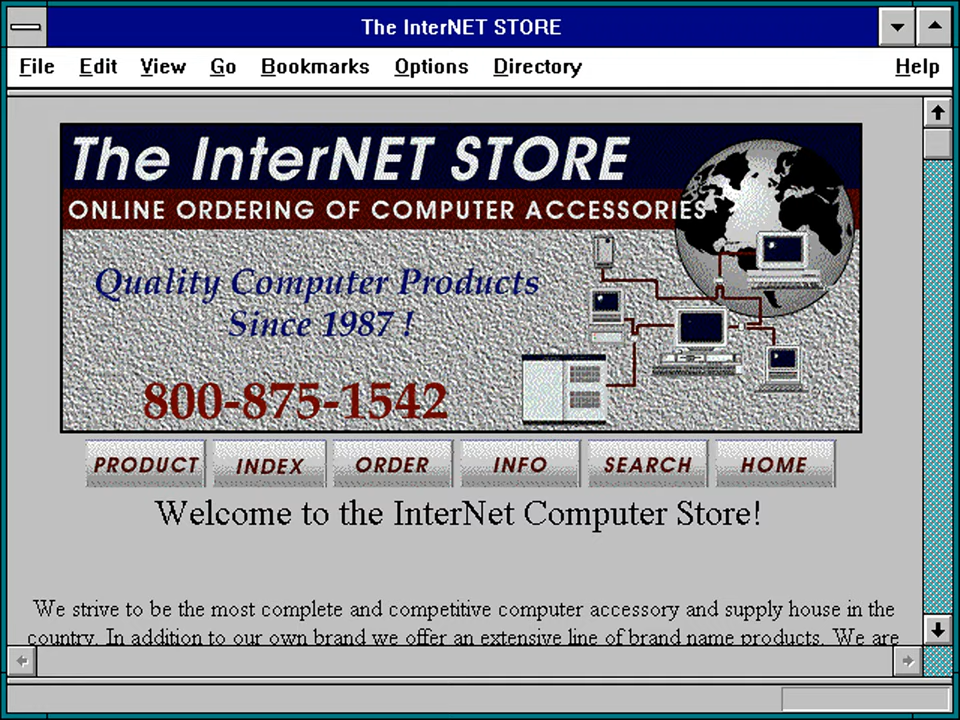 The InterNET STORE
File Edit View Go Bookmarks Options Directory Help
The InterNET STORE
ONLINE ORDERING OF COMPUTER ACCESSORIES
Quality Computer Products
Since 1987 !
800-875-1542
PRODUCT INDEX ORDER INFO SEARCH HOME
Welcome to the InterNet Computer Store!
We strive to be the most complete and competitive computer accessory and supply house in the
country. In addition to our own brand we offer an extensive line of brand name products. We are